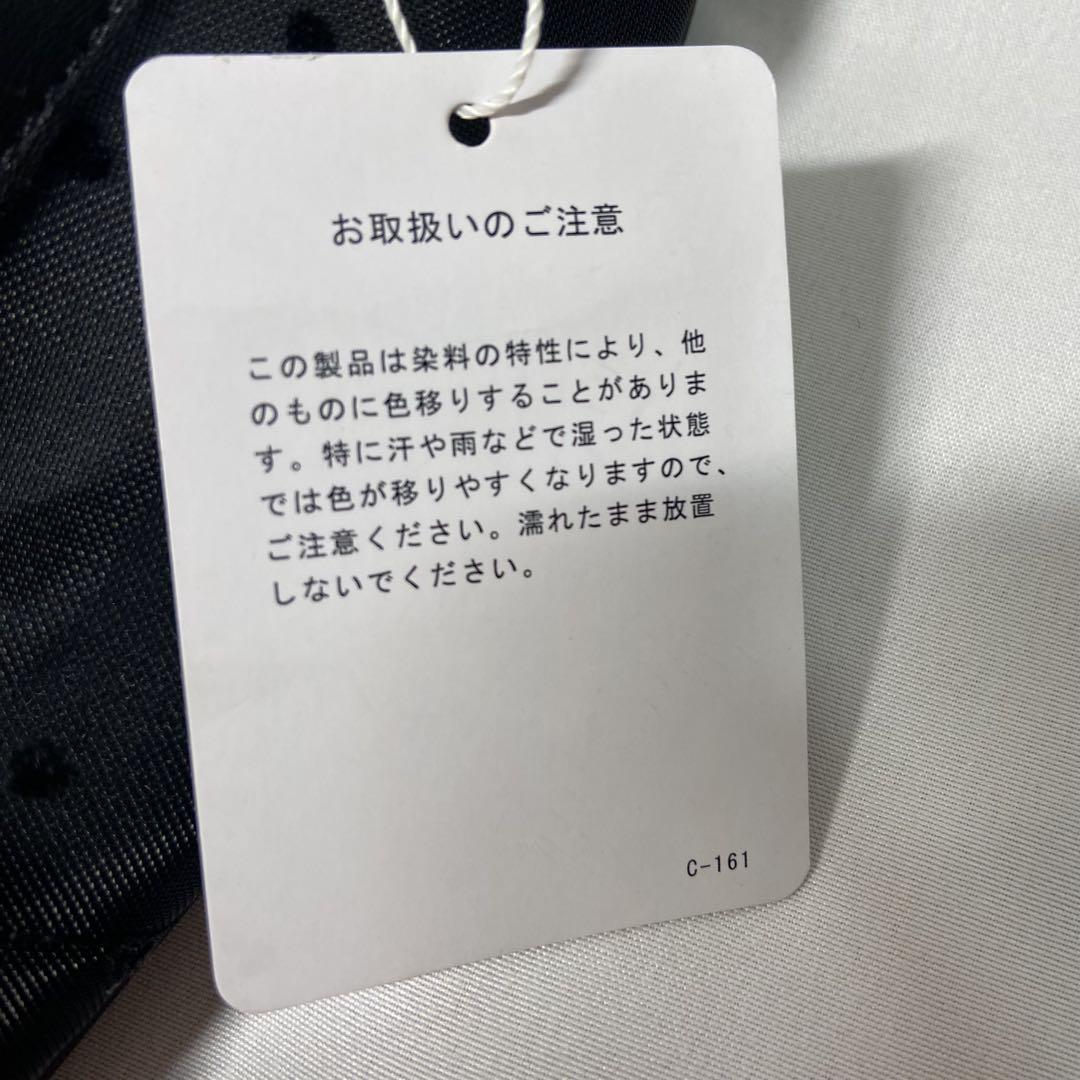 お取扱いのご注意
この製品は染料の特性により、他
のものに色移りすることがありま
す。特に汗や雨などで湿った状態
では色が移りやすくなりますので、
ご注意ください。濡れたまま放置
しないでください。
C-161